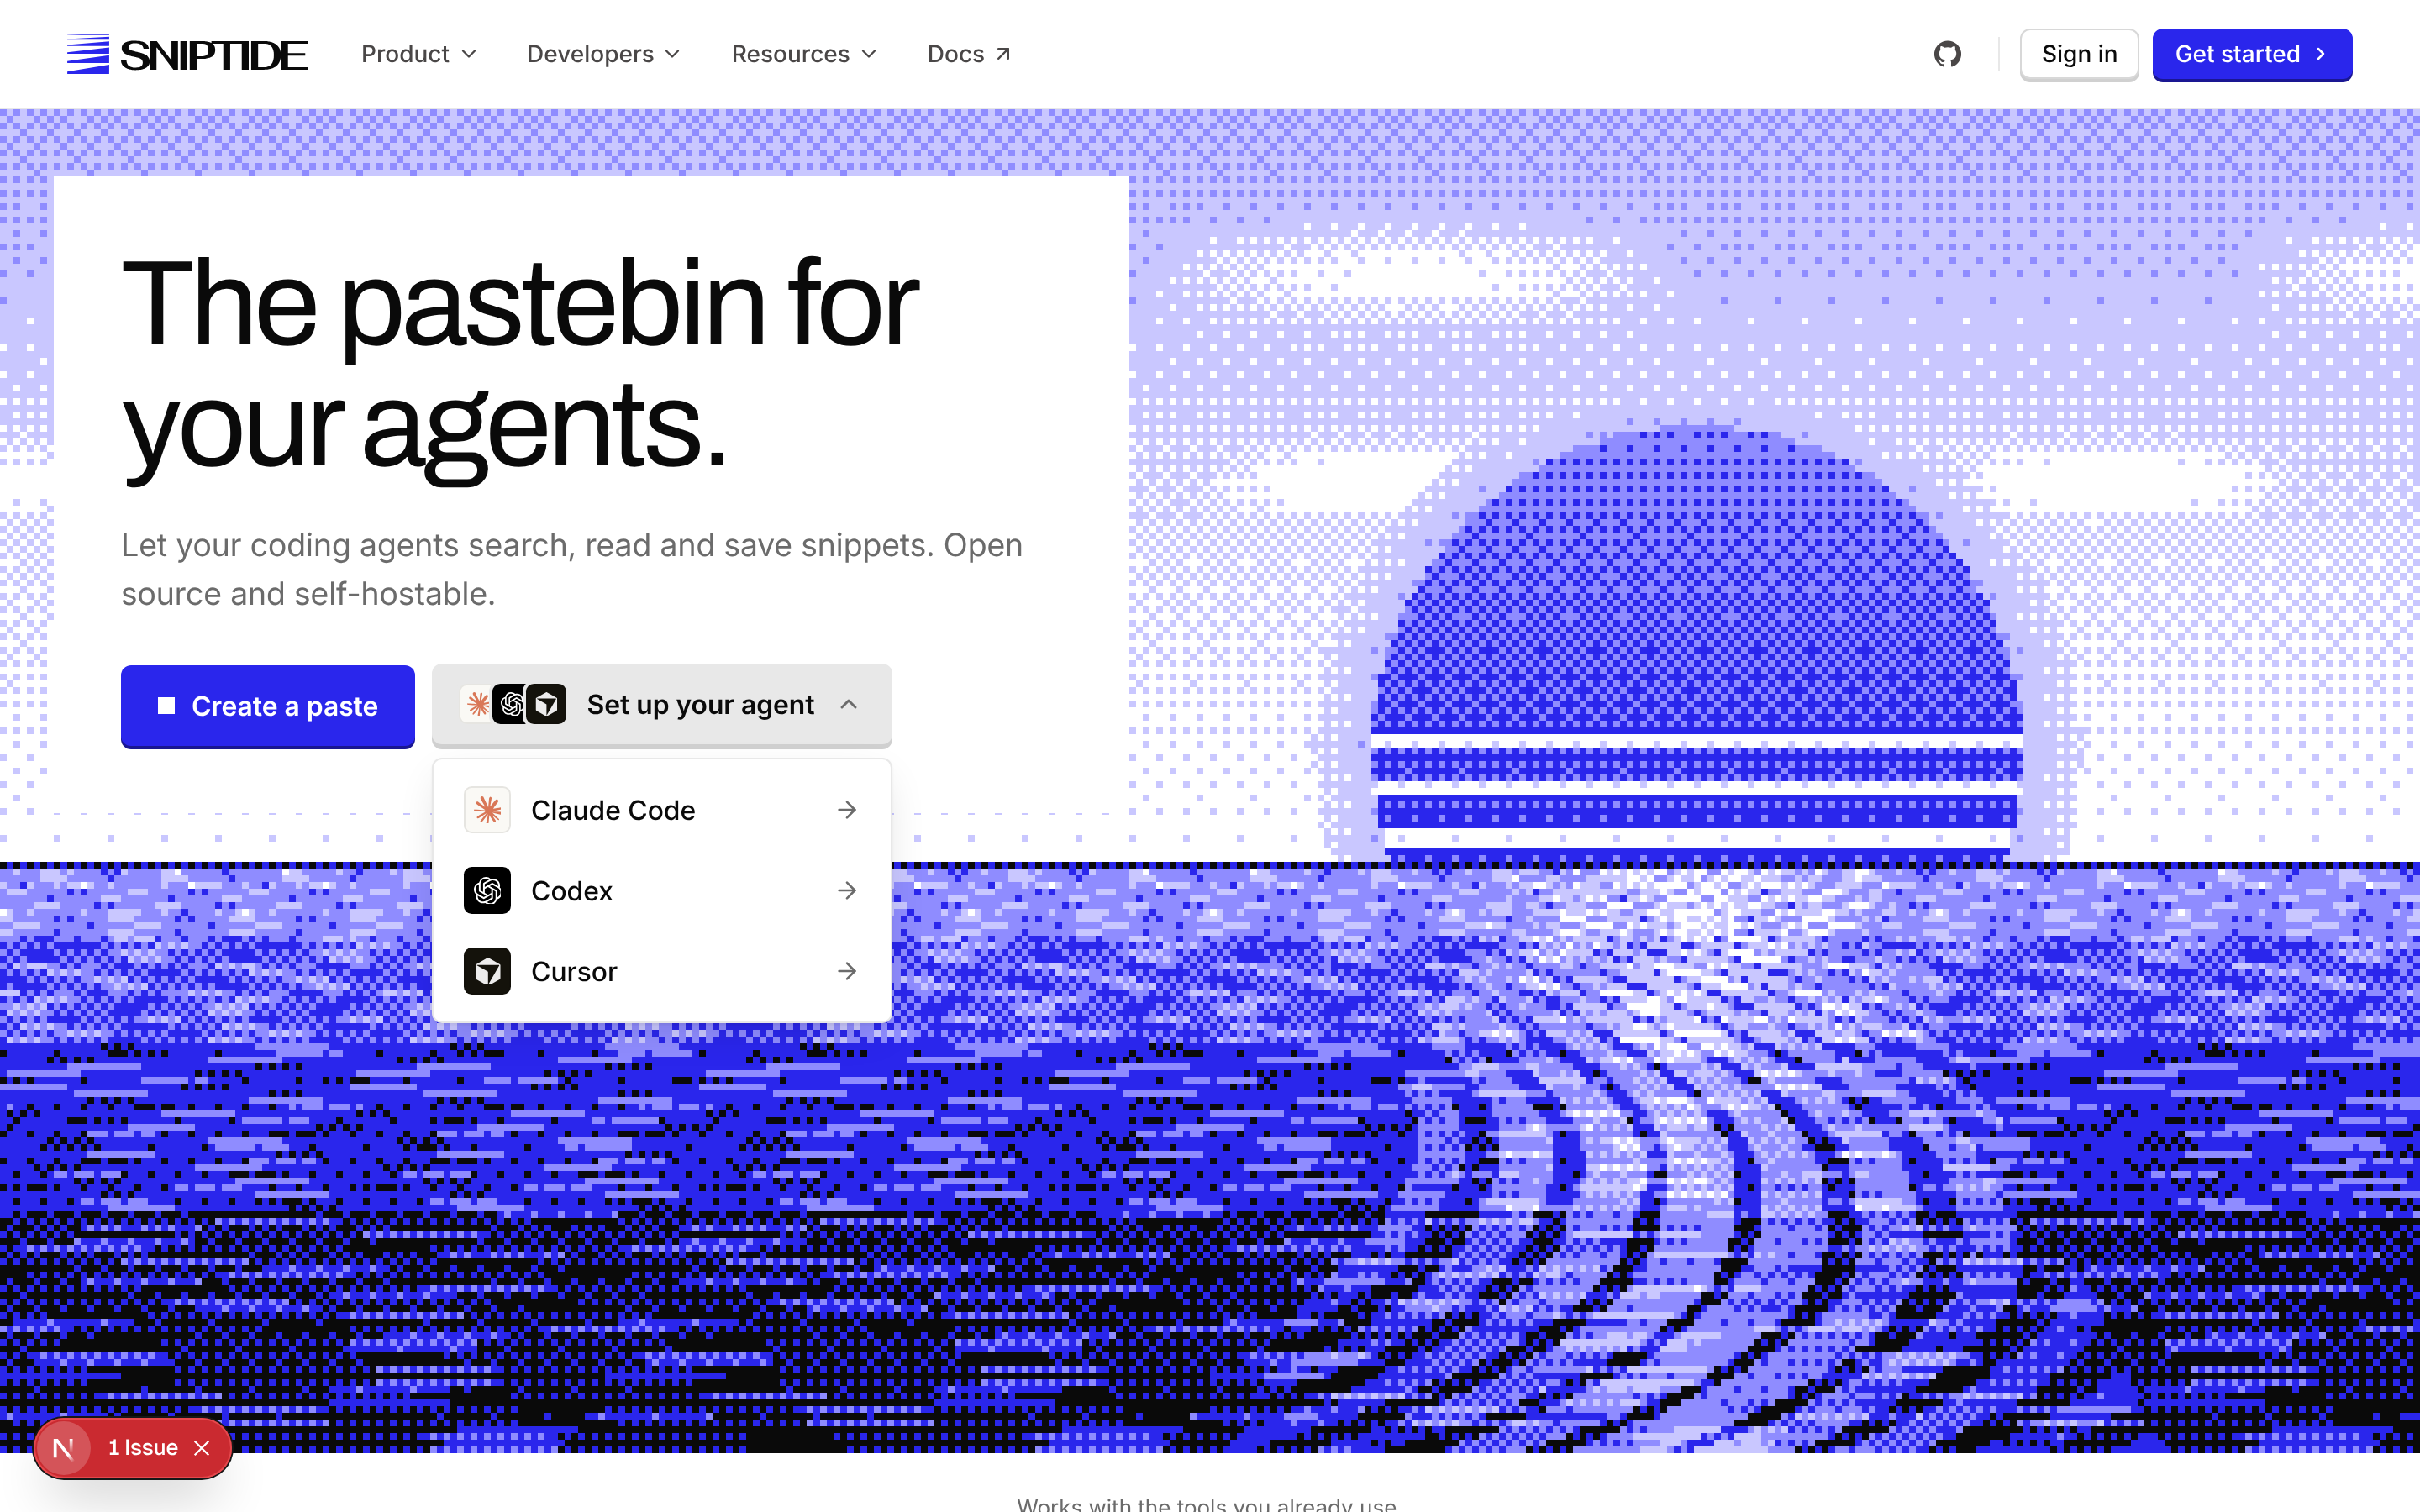 SNIPTIDE
Product
Developers
Resources
Docs
Sign in
Get started
The pastebin for
your agents.
Let your coding agents search, read and save snippets. Open
source and self-hostable.
Create a paste
Set up your agent
Claude Code
Codex
Cursor
N
1 Issue
Works with the tools you already use